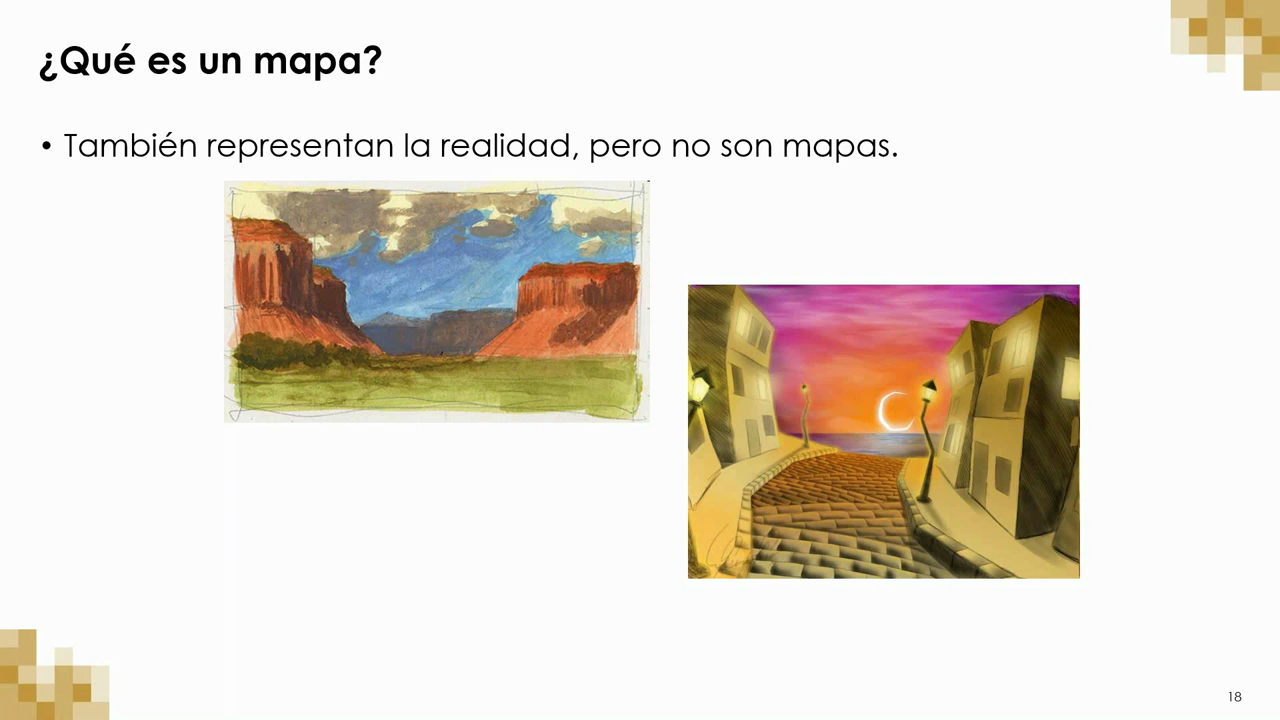 ¿Qué es un mapa?
• También representan la realidad, pero no son mapas.
18